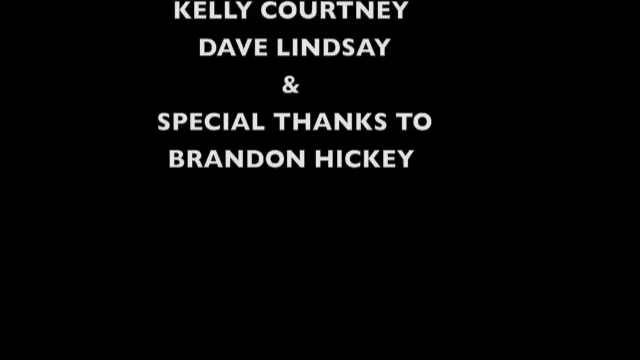 KELLY COURTNEY
DAVE LINDSAY
&
SPECIAL THANKS TO
BRANDON HICKEY